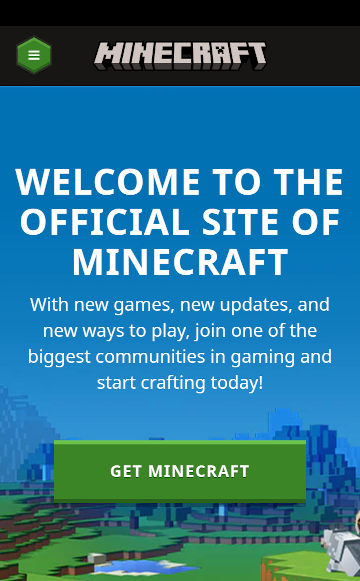 MINECRAFT
WELCOME TO THE
OFFICIAL SITE OF
MINECRAFT
With new games, new updates, and
new ways to play, join one of the
biggest communities in gaming and
start crafting today!
GET MINECRAFT